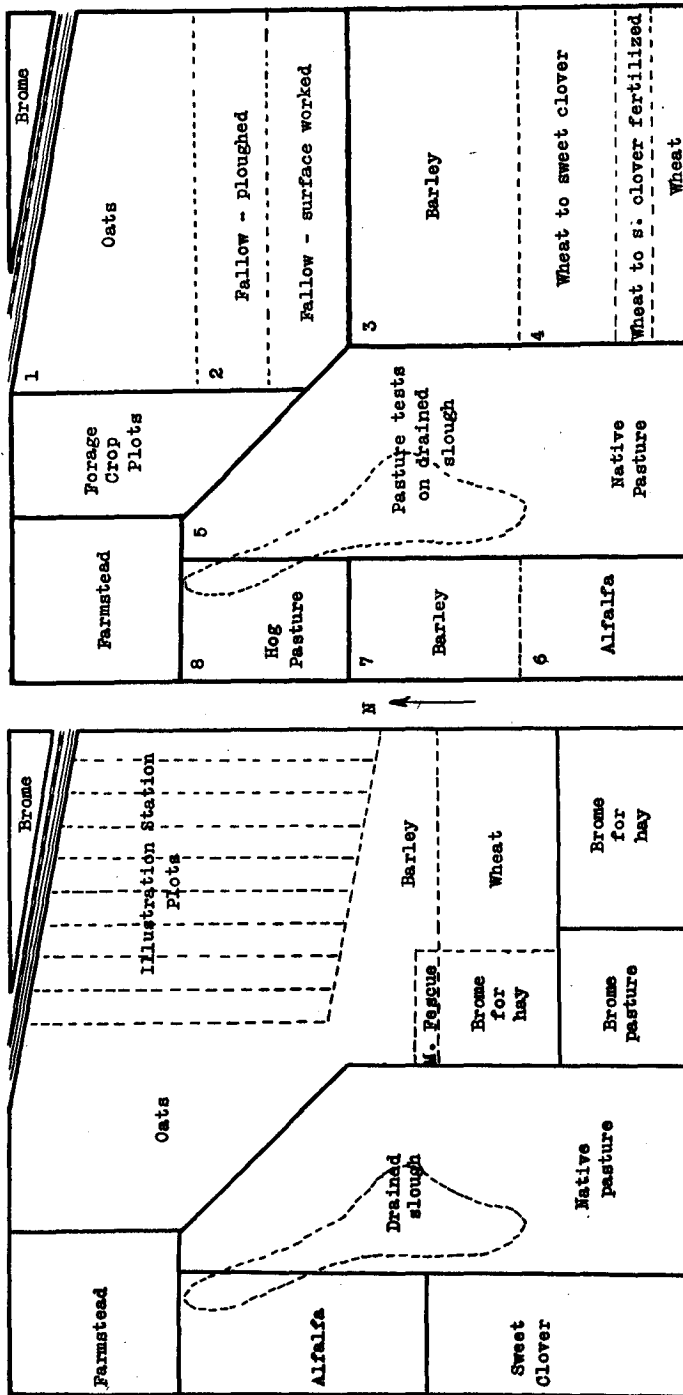 Brome
Farmstead
Oats
Illustration Station
Plots
Alfalfa
Drained
slough
Barley
M. Fescue
Wheat
Brome
for
hay
Sweet
Clover
Native
pasture
Brome
pasture
Brome
for
hay
N
Brome
1
Farmstead
Forage
Crop
Plots
Oats
2
Fallow - ploughed
Fallow - surface worked
8
Hog
Pasture
5
Pasture tests
on drained
slough
3
Barley
7
Barley
4
Wheat to sweet clover
6
Alfalfa
Native
Pasture
Wheat to s. clover fertilized
Wheat